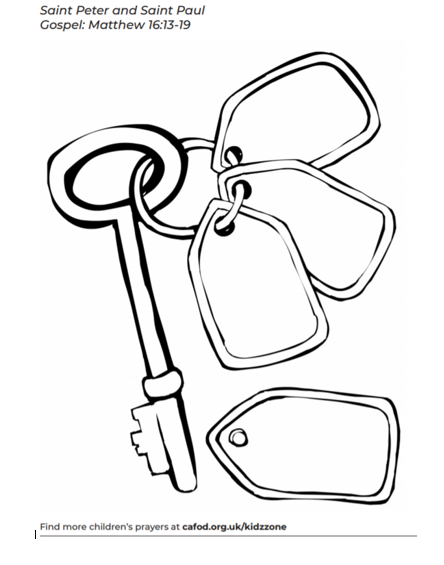 Saint Peter and Saint Paul
Gospel: Matthew 16:13-19
Find more children's prayers at cafod.org.uk/kidzzone